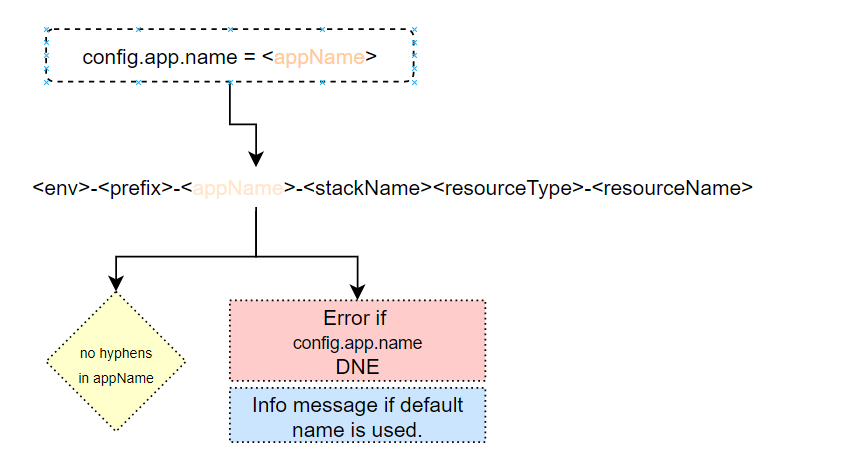 config.app.name = <appName>
<env>-<prefix>-<appName>-<stackName><resourceType>-<resourceName>
no hyphens
in appName
Error if
config.app.name
DNE
Info message if default
name is used.